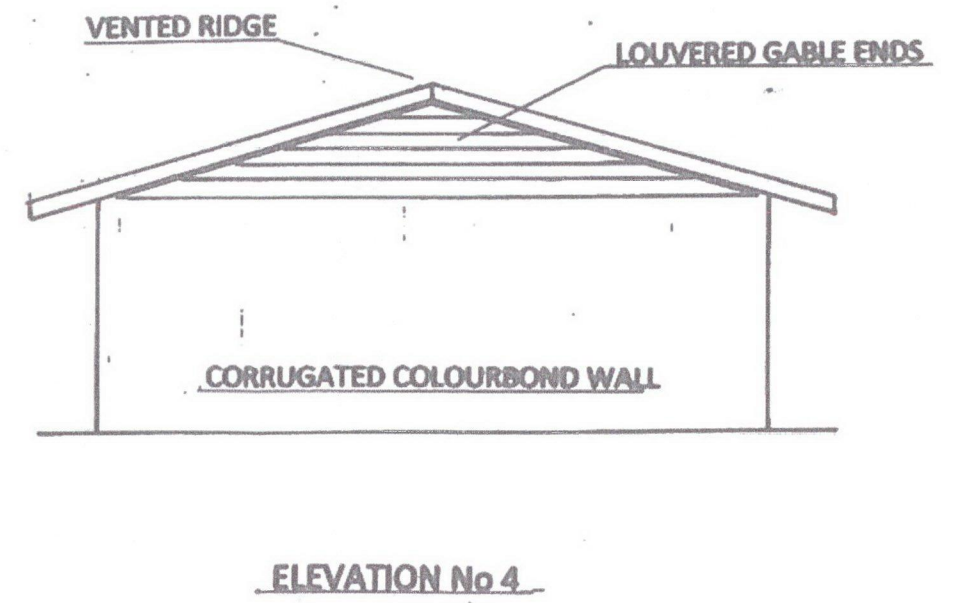 VENTED RIDGE
LOUVERED GABLE ENDS
CORRUGATED COLOURBOND WALL
ELEVATION No 4